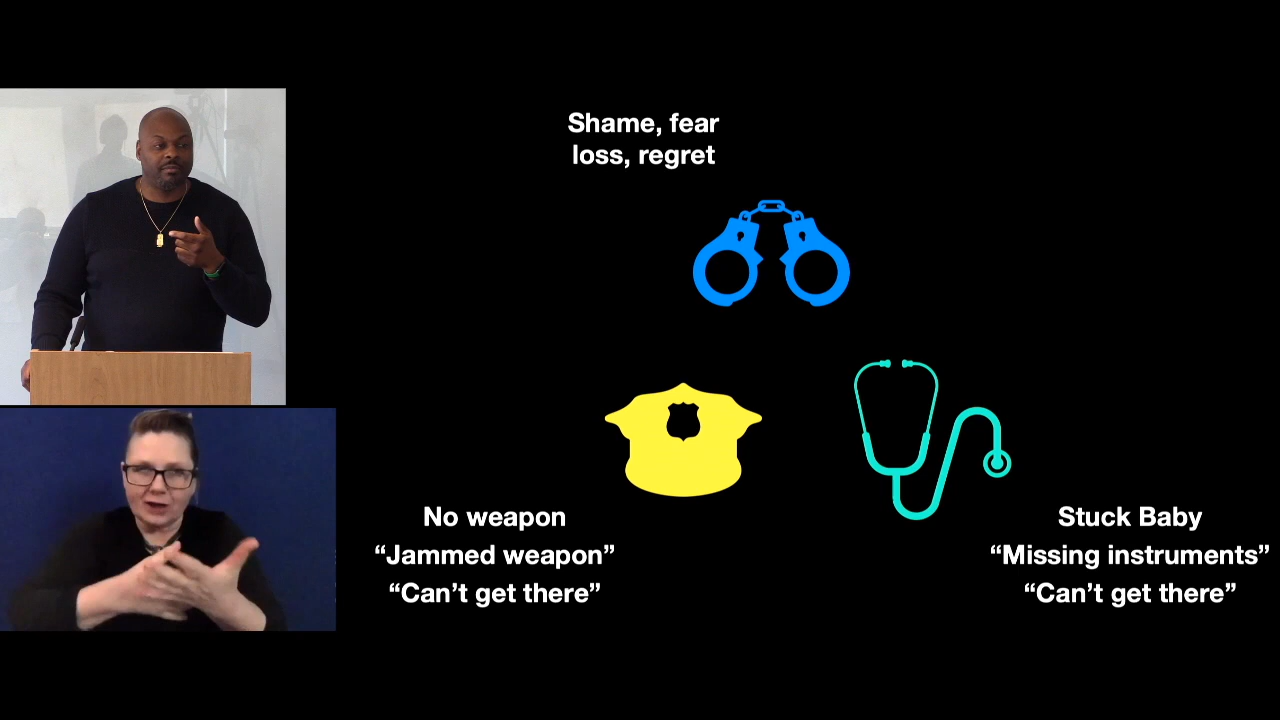 Shame, fear
loss, regret
No weapon
“Jammed weapon”
“Can’t get there”
Stuck Baby
“Missing instruments”
“Can’t get there”